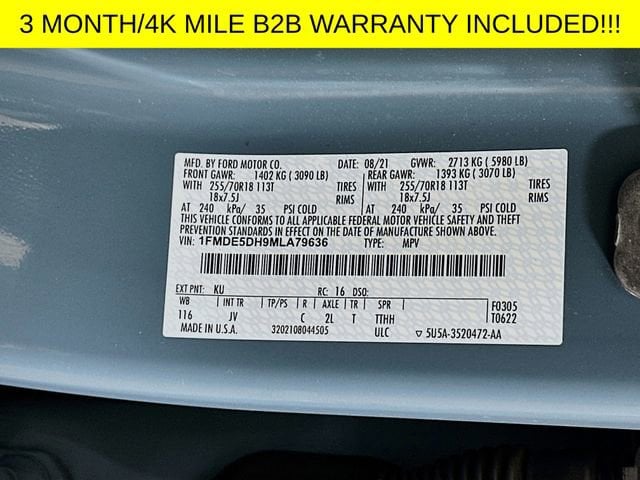 3 MONTH/4K MILE B2B WARRANTY INCLUDED!!!
MFD. BY FORD MOTOR CO. DATE: 08/21 GVWR: 2713 KG ( 5980 LB)
FRONT GAWR: 1402 KG ( 3090 LB) REAR GAWR: 1393 KG ( 3070 LB)
WITH 255/70R18 113T TIRES WITH 255/70R18 113T TIRES
18x7.5J RIMS 18x7.5J RIMS
AT 240 kPa/ 35 PSI COLD AT 240 kPa/ 35 PSI COLD
THIS VEHICLE CONFORMS TO ALL APPLICABLE FEDERAL MOTOR VEHICLE SAFETY AND THEFT
PREVENTION STANDARDS IN EFFECT ON THE DATE OF MANUFACTURE SHOWN ABOVE.
VIN: 1FMDE5DH9MLA79636 TYPE: MPV
EXT PNT: KU RC: 16 DSO:
WB INT TR TP/PS R AXLE TR SPR F0305
116 JV C 2L T TTHH T0622
MADE IN U.S.A. 3202108044505 ULC 5U5A-3520472-AA